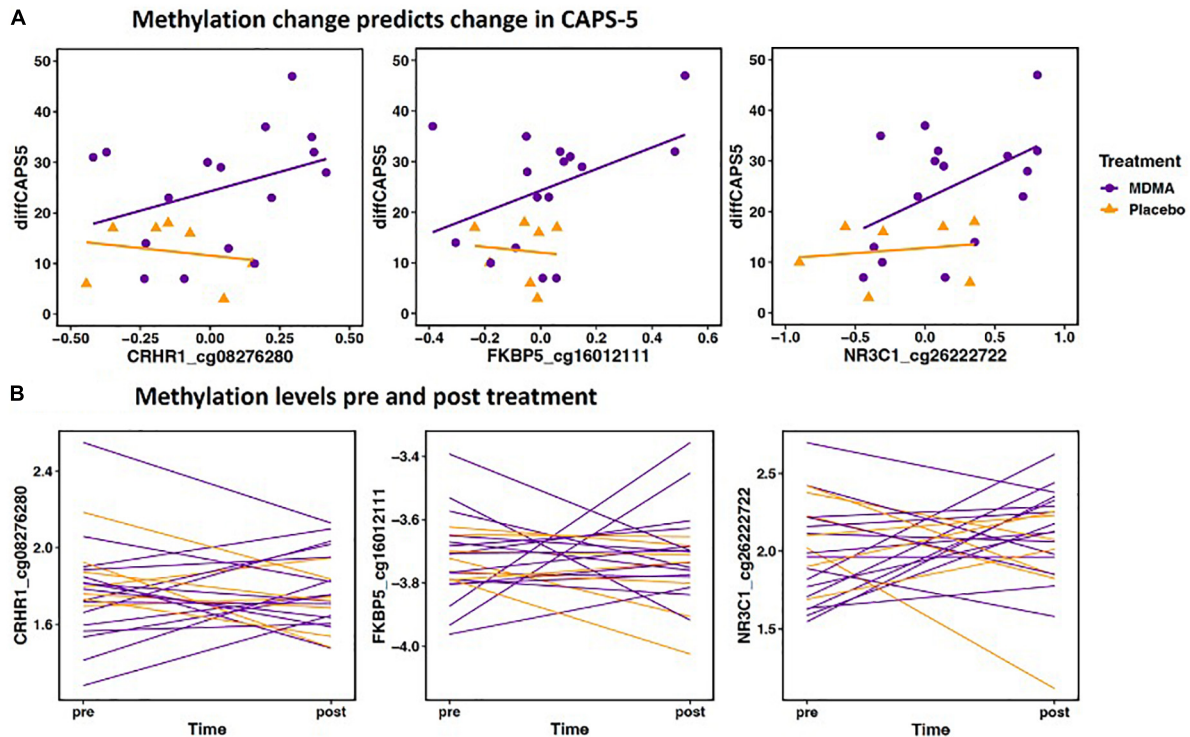 A
Methylation change predicts change in CAPS-5
diffCAPS5
50
40
30
20
10
0
−0.50
−0.25
0.00
0.25
0.50
CRHR1_cg08276280
diffCAPS5
50
40
30
20
10
0
−0.4
−0.2
0.0
0.2
0.4
0.6
FKBP5_cg16012111
diffCAPS5
50
40
30
20
10
0
−1.0
−0.5
0.0
0.5
1.0
NR3C1_cg26222722
Treatment
MDMA
Placebo
B
Methylation levels pre and post treatment
CRHR1_cg08276280
2.4
2.0
1.6
pre
post
Time
FKBP5_cg16012111
−3.4
−3.6
−3.8
−4.0
pre
post
Time
NR3C1_cg26222722
2.5
2.0
1.5
pre
post
Time